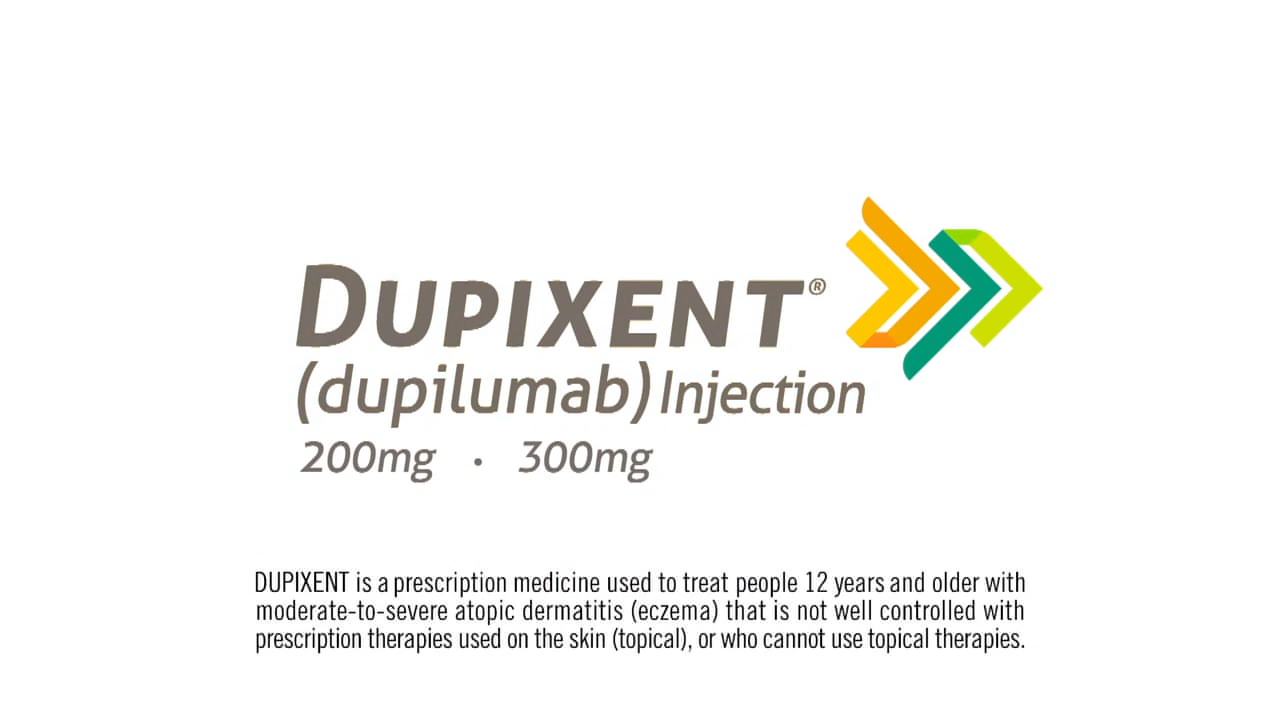 DUPIXENT®
(dupilumab) Injection
200mg · 300mg
DUPIXENT is a prescription medicine used to treat people 12 years and older with
moderate-to-severe atopic dermatitis (eczema) that is not well controlled with
prescription therapies used on the skin (topical), or who cannot use topical therapies.